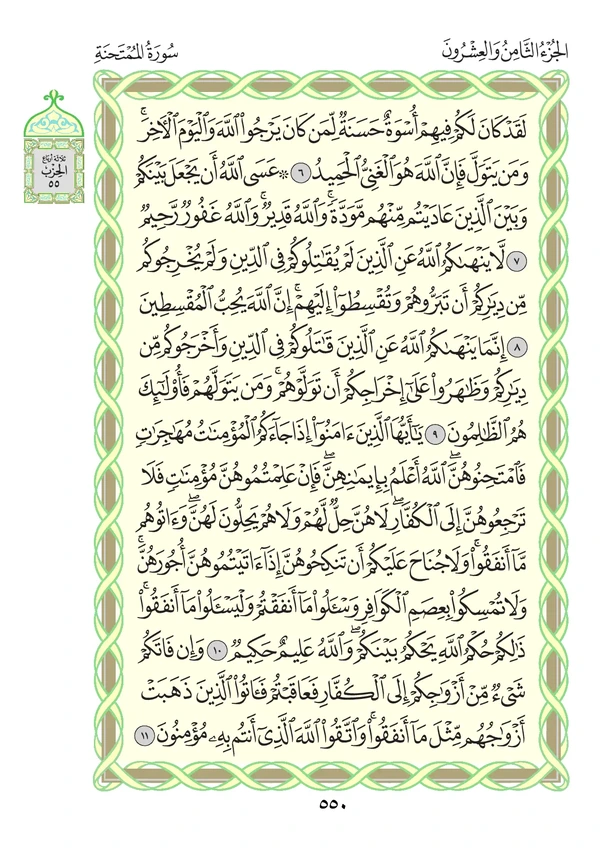 الجُزْءُ الثَّامِنُ وَالعِشْرُونَ
سُورَةُ المُمْتَحنَةِ
لَقَدْ كَانَ لَكُمْ فِيهِمْ أُسْوَةٌ حَسَنَةٌ لِّمَن كَانَ يَرْجُوا۟ ٱللَّهَ وَٱلْيَوْمَ ٱلْـَٔاخِرَ ۚ
وَمَن يَتَوَلَّ فَإِنَّ ٱللَّهَ هُوَ ٱلْغَنِىُّ ٱلْحَمِيدُ ٦ ۞ عَسَى ٱللَّهُ أَن يَجْعَلَ بَيْنَكُمْ
وَبَيْنَ ٱلَّذِينَ عَادَيْتُم مِّنْهُم مَّوَدَّةً ۚ وَٱللَّهُ قَدِيرٌ ۚ وَٱللَّهُ غَفُورٌ رَّحِيمٌ
٧ لَّا يَنْهَىٰكُمُ ٱللَّهُ عَنِ ٱلَّذِينَ لَمْ يُقَـٰتِلُوكُمْ فِى ٱلدِّينِ وَلَمْ يُخْرِجُوكُم
مِّن دِيَـٰرِكُمْ أَن تَبَرُّوهُمْ وَتُقْسِطُوٓا۟ إِلَيْهِمْ ۚ إِنَّ ٱللَّهَ يُحِبُّ ٱلْمُقْسِطِينَ
٨ إِنَّمَا يَنْهَىٰكُمُ ٱللَّهُ عَنِ ٱلَّذِينَ قَـٰتَلُوكُمْ فِى ٱلدِّينِ وَأَخْرَجُوكُم مِّن
دِيَـٰرِكُمْ وَظَـٰهَرُوا۟ عَلَىٰٓ إِخْرَاجِكُمْ أَن تَوَلَّوْهُمْ ۚ وَمَن يَتَوَلَّهُمْ فَأُو۟لَـٰٓئِكَ
هُمُ ٱلظَّـٰلِمُونَ ٩ يَـٰٓأَيُّهَا ٱلَّذِينَ ءَامَنُوٓا۟ إِذَا جَآءَكُمُ ٱلْمُؤْمِنَـٰتُ مُهَـٰجِرَٰتٍ
فَٱمْتَحِنُوهُنَّ ۖ ٱللَّهُ أَعْلَمُ بِإِيمَـٰنِهِنَّ ۖ فَإِنْ عَلِمْتُمُوهُنَّ مُؤْمِنَـٰتٍ فَلَا
تَرْجِعُوهُنَّ إِلَى ٱلْكُفَّارِ ۖ لَا هُنَّ حِلٌّ لَّهُمْ وَلَا هُمْ يَحِلُّونَ لَهُنَّ ۖ وَءَاتُوهُم
مَّآ أَنفَقُوا۟ ۚ وَلَا جُنَاحَ عَلَيْكُمْ أَن تَنكِحُوهُنَّ إِذَآ ءَاتَيْتُمُوهُنَّ أُجُورَهُنَّ ۚ
وَلَا تُمْسِكُوا۟ بِعِصَمِ ٱلْكَوَافِرِ وَسْـَٔلُوا۟ مَآ أَنفَقْتُمْ وَلْيَسْـَٔلُوا۟ مَآ أَنفَقُوا۟ ۚ
ذَٰلِكُمْ حُكْمُ ٱللَّهِ ۖ يَحْكُمُ بَيْنَكُمْ ۚ وَٱللَّهُ عَلِيمٌ حَكِيمٌ ١٠ وَإِن فَاتَكُمْ
شَىْءٌ مِّنْ أَزْوَٰجِكُمْ إِلَى ٱلْكُفَّارِ فَعَاقَبْتُمْ فَـَٔاتُوا۟ ٱلَّذِينَ ذَهَبَتْ
أَزْوَٰجُهُم مِّثْلَ مَآ أَنفَقُوا۟ ۚ وَٱتَّقُوا۟ ٱللَّهَ ٱلَّذِىٓ أَنتُم بِهِۦ مُؤْمِنُونَ ١١
ثلاثة أرباع
الحزب
٥٥
٥٥٠